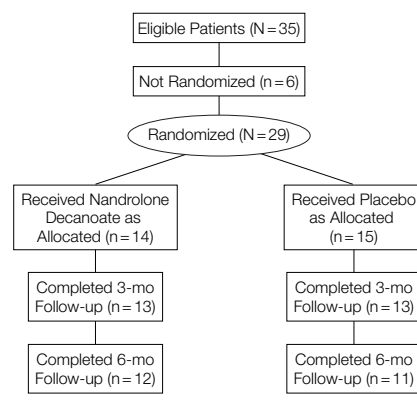 Eligible Patients (N=35)
Not Randomized (n=6)
Randomized (N=29)
Received Nandrolone
Decanoate as
Allocated (n=14)
Received Placebo
as Allocated
(n=15)
Completed 3-mo
Follow-up (n=13)
Completed 3-mo
Follow-up (n=13)
Completed 6-mo
Follow-up (n=12)
Completed 6-mo
Follow-up (n=11)